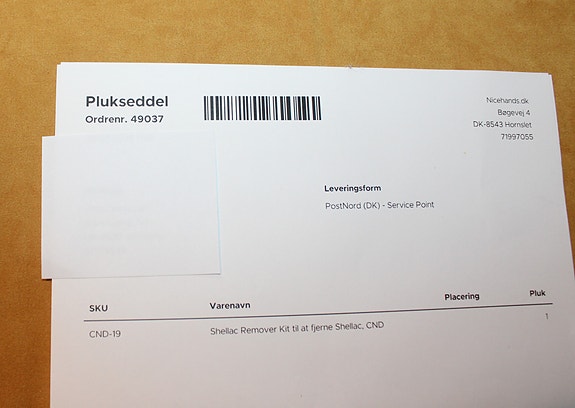 Plukseddel
Ordrenr. 49037
Nicehands.dk
Bøgevej 4
DK-8543 Hornslet
71997055
Leveringsform
PostNord (DK) - Service Point
SKU Varenavn Placering Pluk
CND-19 Shellac Remover Kit til at fjerne Shellac, CND 1